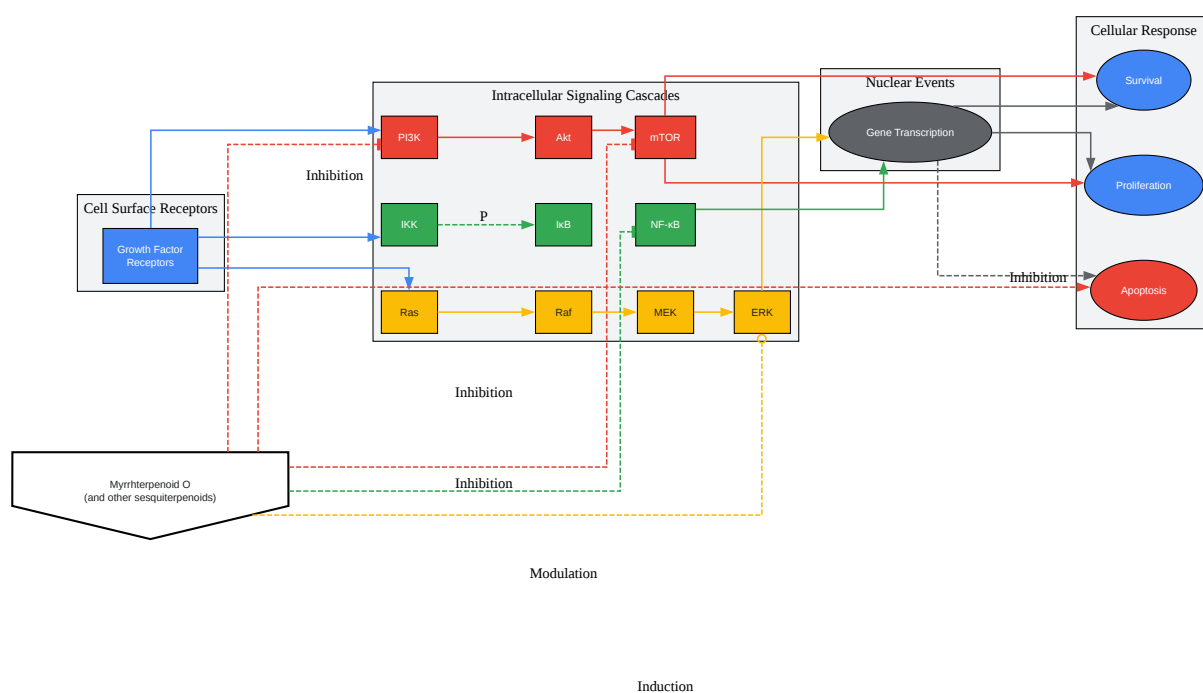 Cellular Response
Survival
Nuclear Events
Gene Transcription
Intracellular Signaling Cascades
PI3K
Akt
mTOR
Inhibition
Proliferation
Cell Surface Receptors
Growth Factor
Receptors
IKK
P
IκB
NF-κB
Inhibition
Apoptosis
Ras
Raf
MEK
ERK
Inhibition
Myrrhterpenoid O
(and other sesquiterpenoids)
Inhibition
Modulation
Induction